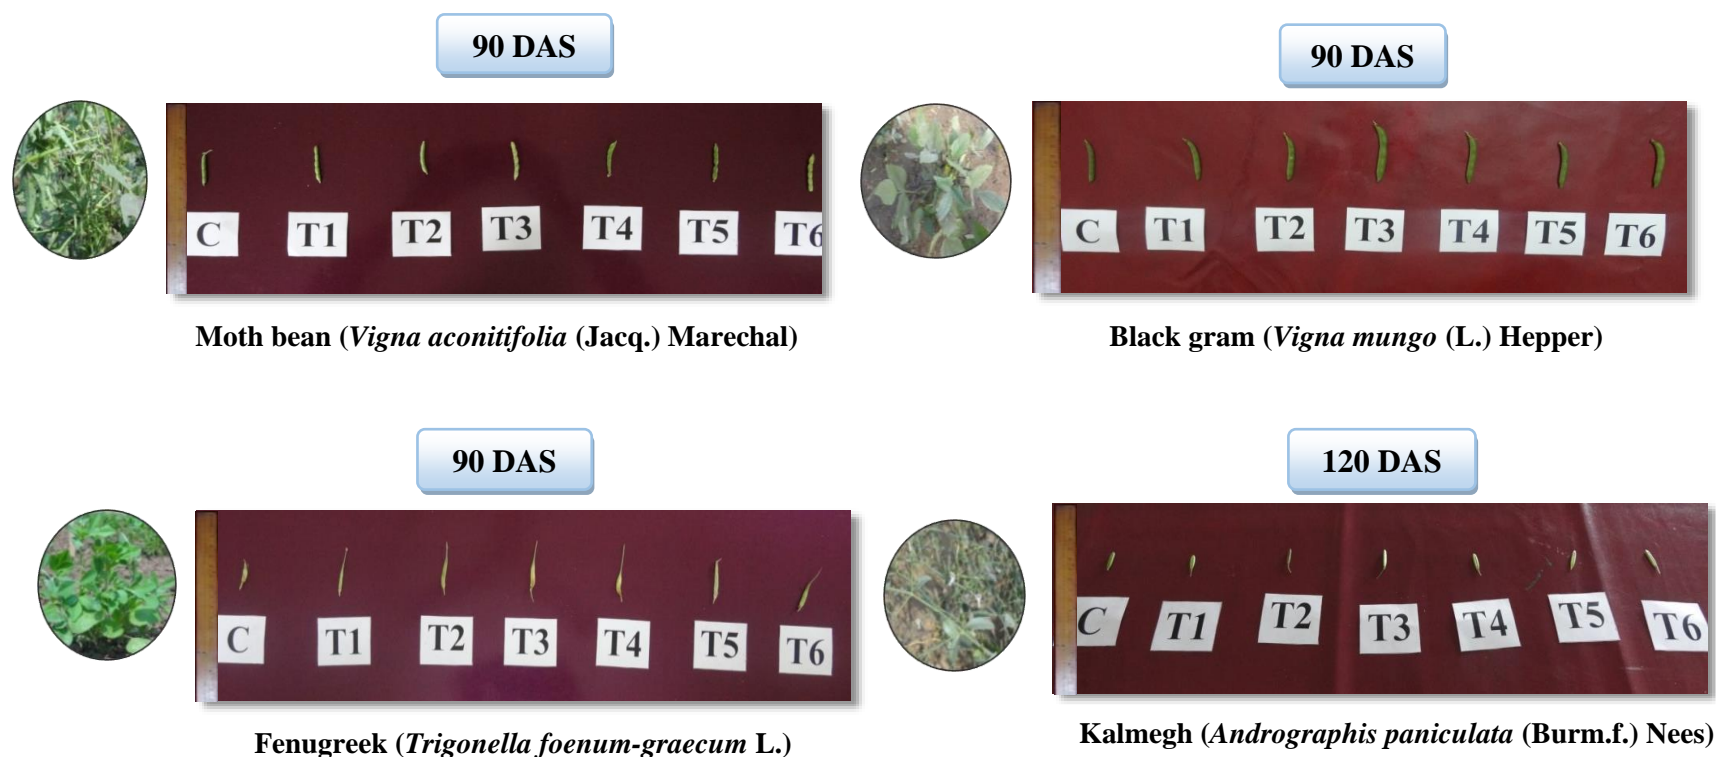 90 DAS
90 DAS
C T1 T2 T3 T4 T5 T6
C T1 T2 T3 T4 T5 T6
Moth bean (Vigna aconitifolia (Jacq.) Marechal)
Black gram (Vigna mungo (L.) Hepper)
90 DAS
120 DAS
C T1 T2 T3 T4 T5 T6
C T1 T2 T3 T4 T5 T6
Fenugreek (Trigonella foenum-graecum L.)
Kalmegh (Andrographis paniculata (Burm.f.) Nees)